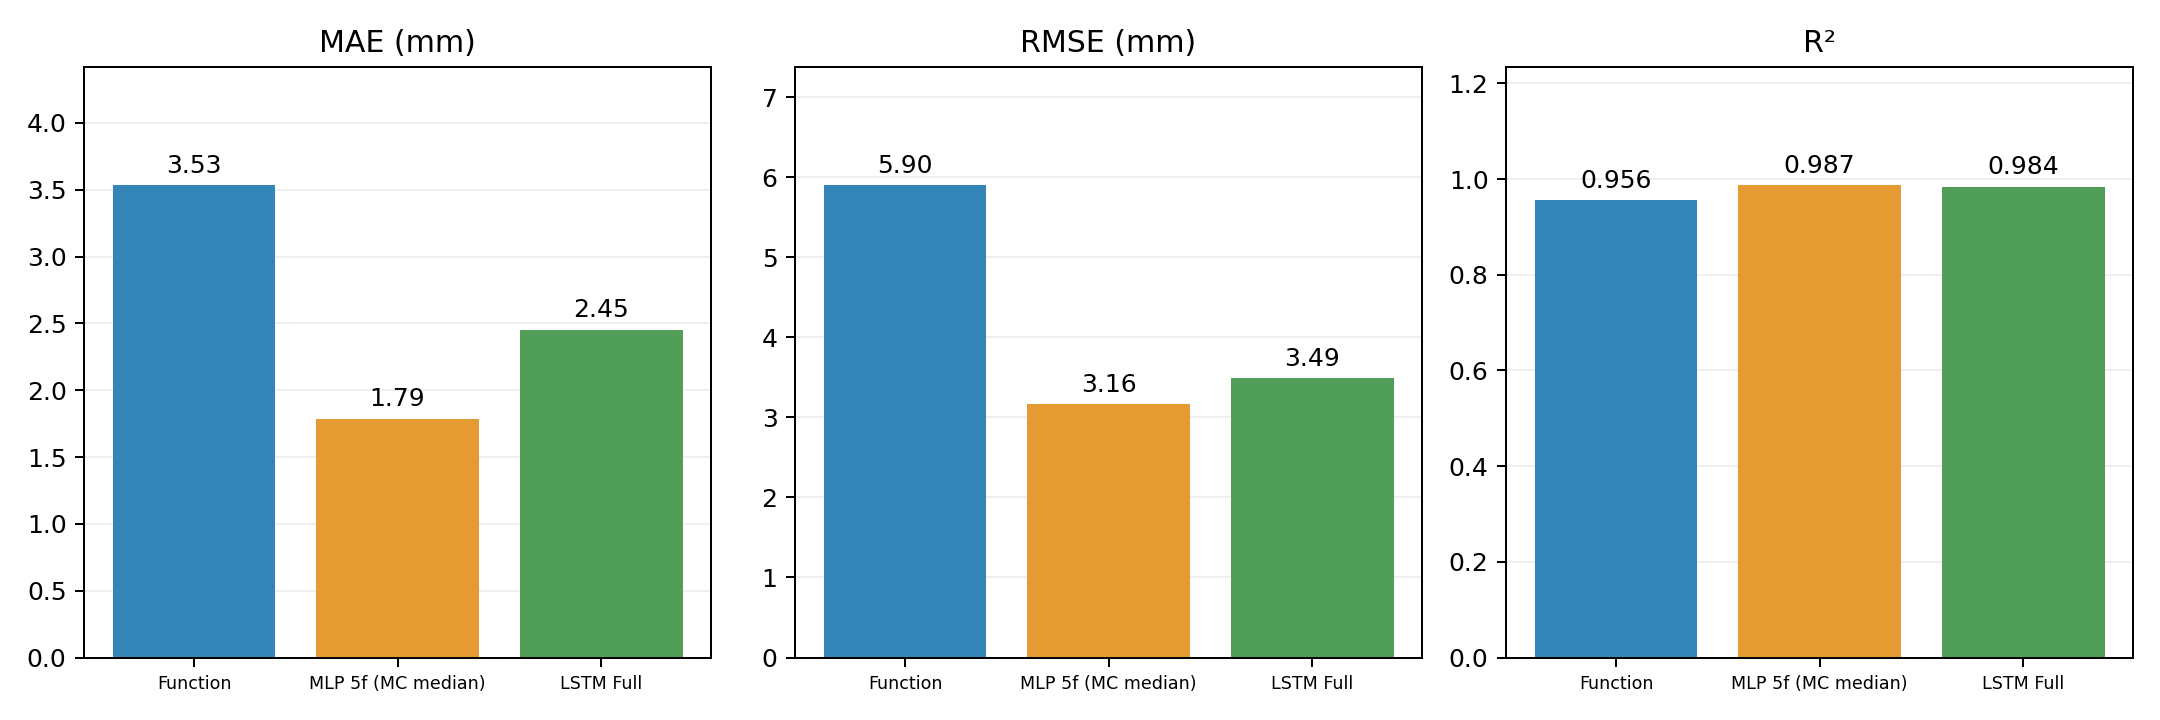 MAE (mm)
4.0
3.5
3.0
2.5
2.0
1.5
1.0
0.5
0.0
3.53
1.79
2.45
Function
MLP 5f (MC median)
LSTM Full
RMSE (mm)
7
6
5
4
3
2
1
0
5.90
3.16
3.49
Function
MLP 5f (MC median)
LSTM Full
R²
1.2
1.0
0.8
0.6
0.4
0.2
0.0
0.956
0.987
0.984
Function
MLP 5f (MC median)
LSTM Full